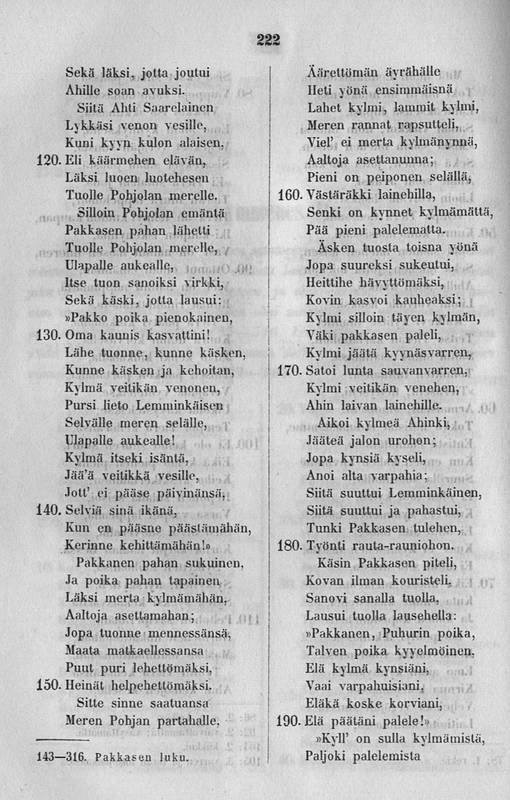 222
Sekä läksi, jotta joutui
Ahille soan avuksi.
Siitä Ahti Saarelainen
Lykkäsi venon vesille,
Kuni kyyn kulon alaisen,
120. Eli käärmehen elävän,
Läksi luoen luotehesen
Tuolle Pohjolan merelle.
Silloin Pohjolan emäntä
Pakkasen pahan lähetti
Tuolle Pohjolan merelle,
Ulapalle aukealle,
Itse tuon sanoiksi virkki,
Sekä käski, jotta lausui:
»Pakko poika pienokainen,
130. Oma kaunis kasvattini!
Lähe tuonne, kunne käsken,
Kunne käsken ja kehoitan,
Kylmä veitikän venonen,
Pursi lieto Lemminkäisen
Selvälle meren selälle,
Ulapalle aukealle!
Kylmä itseki isäntä,
Jää'ä veitikkä vesille,
Jott' ei pääse päivinänsä,
140. Selviä sinä ikänä,
Kun en pääsne päästämähän,
Kerinne kehittämähän!»
Pakkanen pahan sukuinen,
Ja poika pahan tapainen
Läksi merta kylmämähän,
Aaltoja asettamahan;
Jopa tuonne mennessänsä,
Maata matkaellessansa
Puut puri lehettömäksi,
150. Heinät helpehettömäksi.
Sitte sinne saatuansa
Meren Pohjan partahalle,
143—316. Pakkasen luku.
Äärettömän äyrähälle
Heti yönä ensimmäisnä
Lahet kylmi, lammit kylmi,
Meren rannat rapsutteli,
Viel' ei merta kylmänynnä,
Aaltoja asettanunna;
Pieni on peiponen selällä,
160. Västäräkki lainehilla,
Senki on kynnet kylmämättä,
Pää pieni palelematta.
Äsken tuosta toisna yönä
Jopa suureksi sukeutui,
Heittihe hävyttömäksi,
Kovin kasvoi kauheaksi;
Kylmi silloin täyen kylmän,
Väki pakkasen paleli,
Kylmi jäätä kyynäsvarren,
170. Satoi lunta sauvanvarren,
Kylmi veitikän venehen,
Ahin laivan lainehille.
Aikoi kylmeä Ahinki,
Jääteä jalon urohon;
Jopa kynsiä kyseli,
Anoi alta varpahia;
Siitä suuttui Lemminkäinen,
Siitä suuttui ja pahastui,
Tunki Pakkasen tulehen,
180. Työnti rauta-rauniohon.
Käsin Pakkasen piteli,
Kovan ilman kouristeli,
Sanovi sanalla tuolla,
Lausui tuolla lausehella:
»Pakkanen, Puhurin poika,
Talven poika kyyelmöinen,
Elä kylmä kynsiäni,
Vaai varpahuisiani,
Eläkä koske korviani,
190. Elä päätäni palele!»
»Kyll' on sulla kylmämistä,
Paljoki palelemista